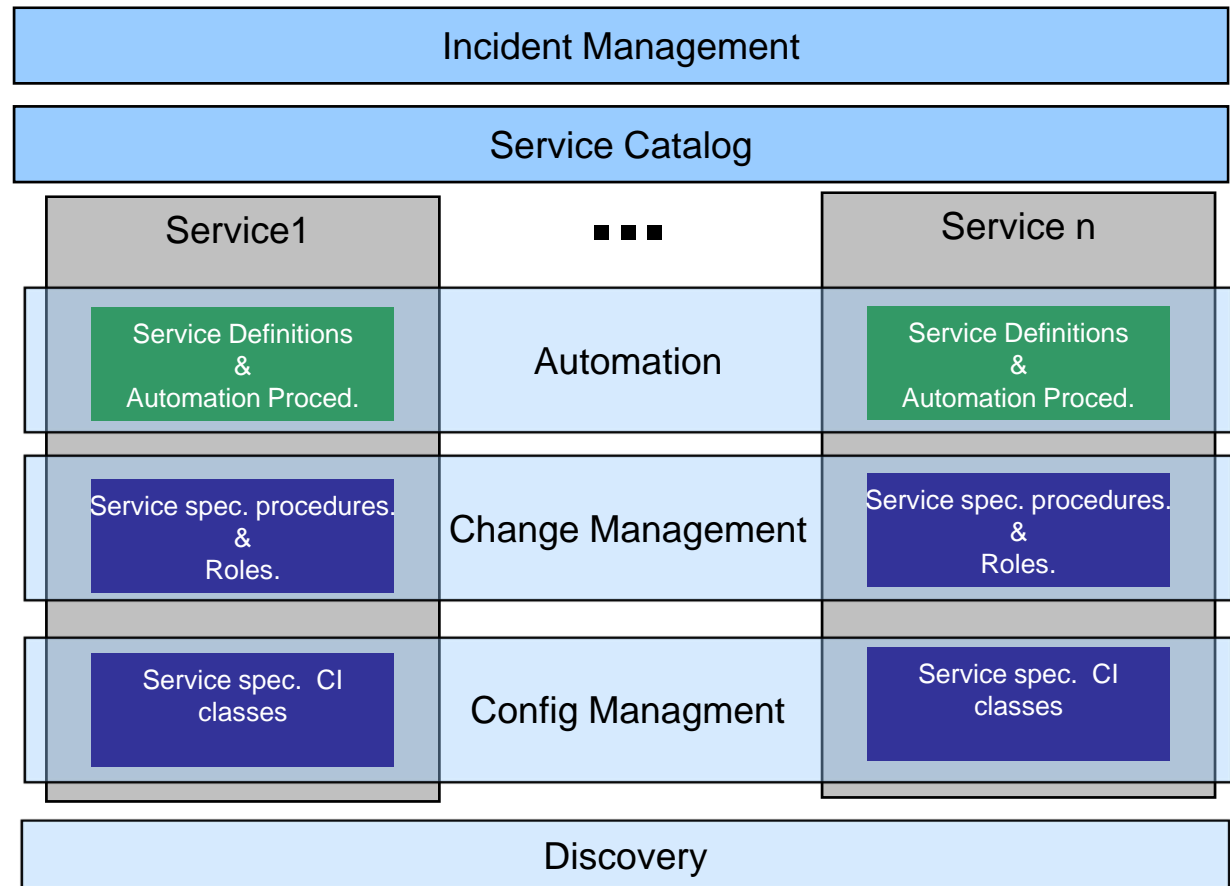 Incident Management
Service Catalog
Service1
Service n
Service Definitions
&
Automation Proced.
Automation
Service Definitions
&
Automation Proced.
Service spec. procedures.
&
Roles.
Change Management
Service spec. procedures.
&
Roles.
Service spec.  CI
classes
Config Managment
Service spec.  CI
classes
Discovery